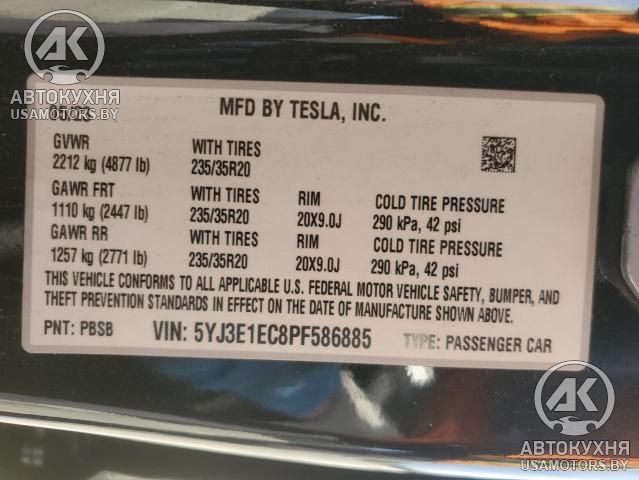 АК
АВТОКУХНЯ
USAMOTORS.BY
MFD BY TESLA, INC.
GVWR WITH TIRES
2212 kg (4877 lb) 235/35R20
GAWR FRT WITH TIRES RIM COLD TIRE PRESSURE
1110 kg (2447 lb) 235/35R20 20X9.0J 290 kPa, 42 psi
GAWR RR WITH TIRES RIM COLD TIRE PRESSURE
1257 kg (2771 lb) 235/35R20 20X9.0J 290 kPa, 42 psi
THIS VEHICLE CONFORMS TO ALL APPLICABLE U.S. FEDERAL MOTOR VEHICLE SAFETY, BUMPER, AND
THEFT PREVENTION STANDARDS IN EFFECT ON THE DATE OF MANUFACTURE SHOWN ABOVE.
PNT: PBSB VIN: 5YJ3E1EC8PF586885 TYPE: PASSENGER CAR
АК
АВТОКУХНЯ
USAMOTORS.BY